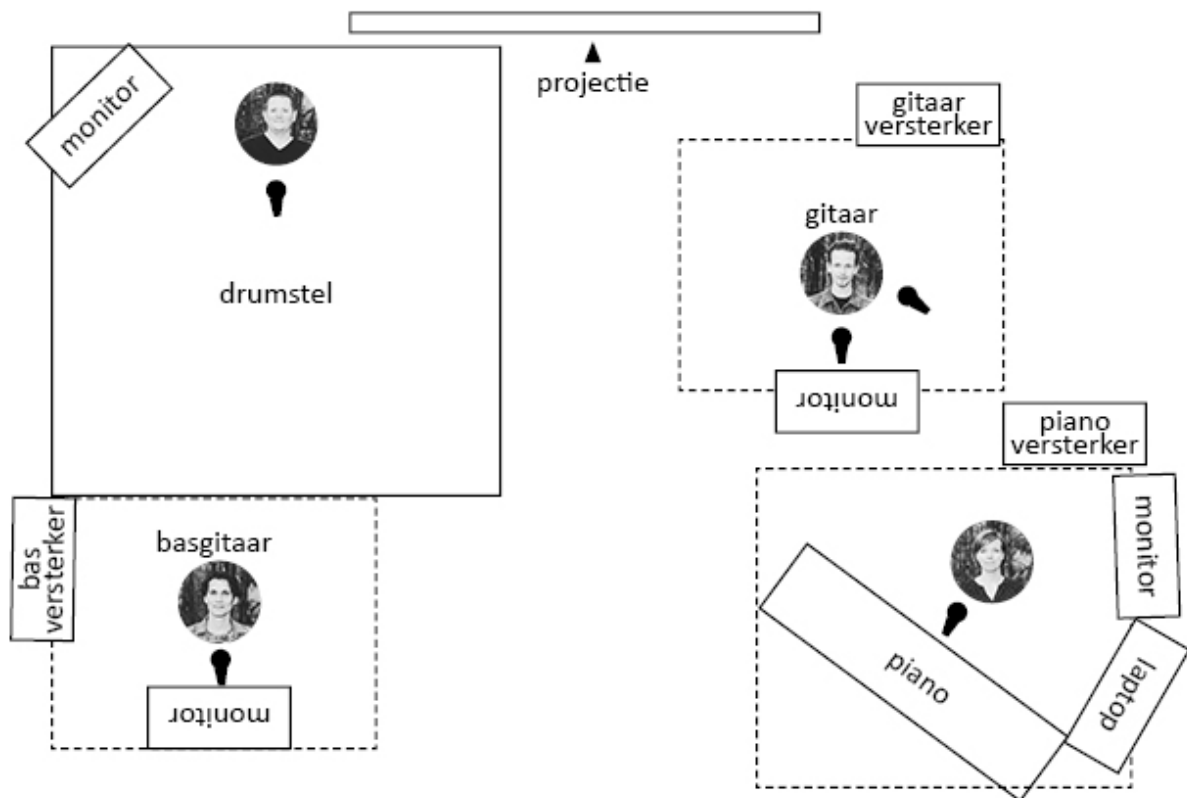 projectie
monitor
gitaar
versterker
gitaar
drumstel
monitor
piano
versterker
bas
versterker
basgitaar
monitor
monitor
piano
laptop